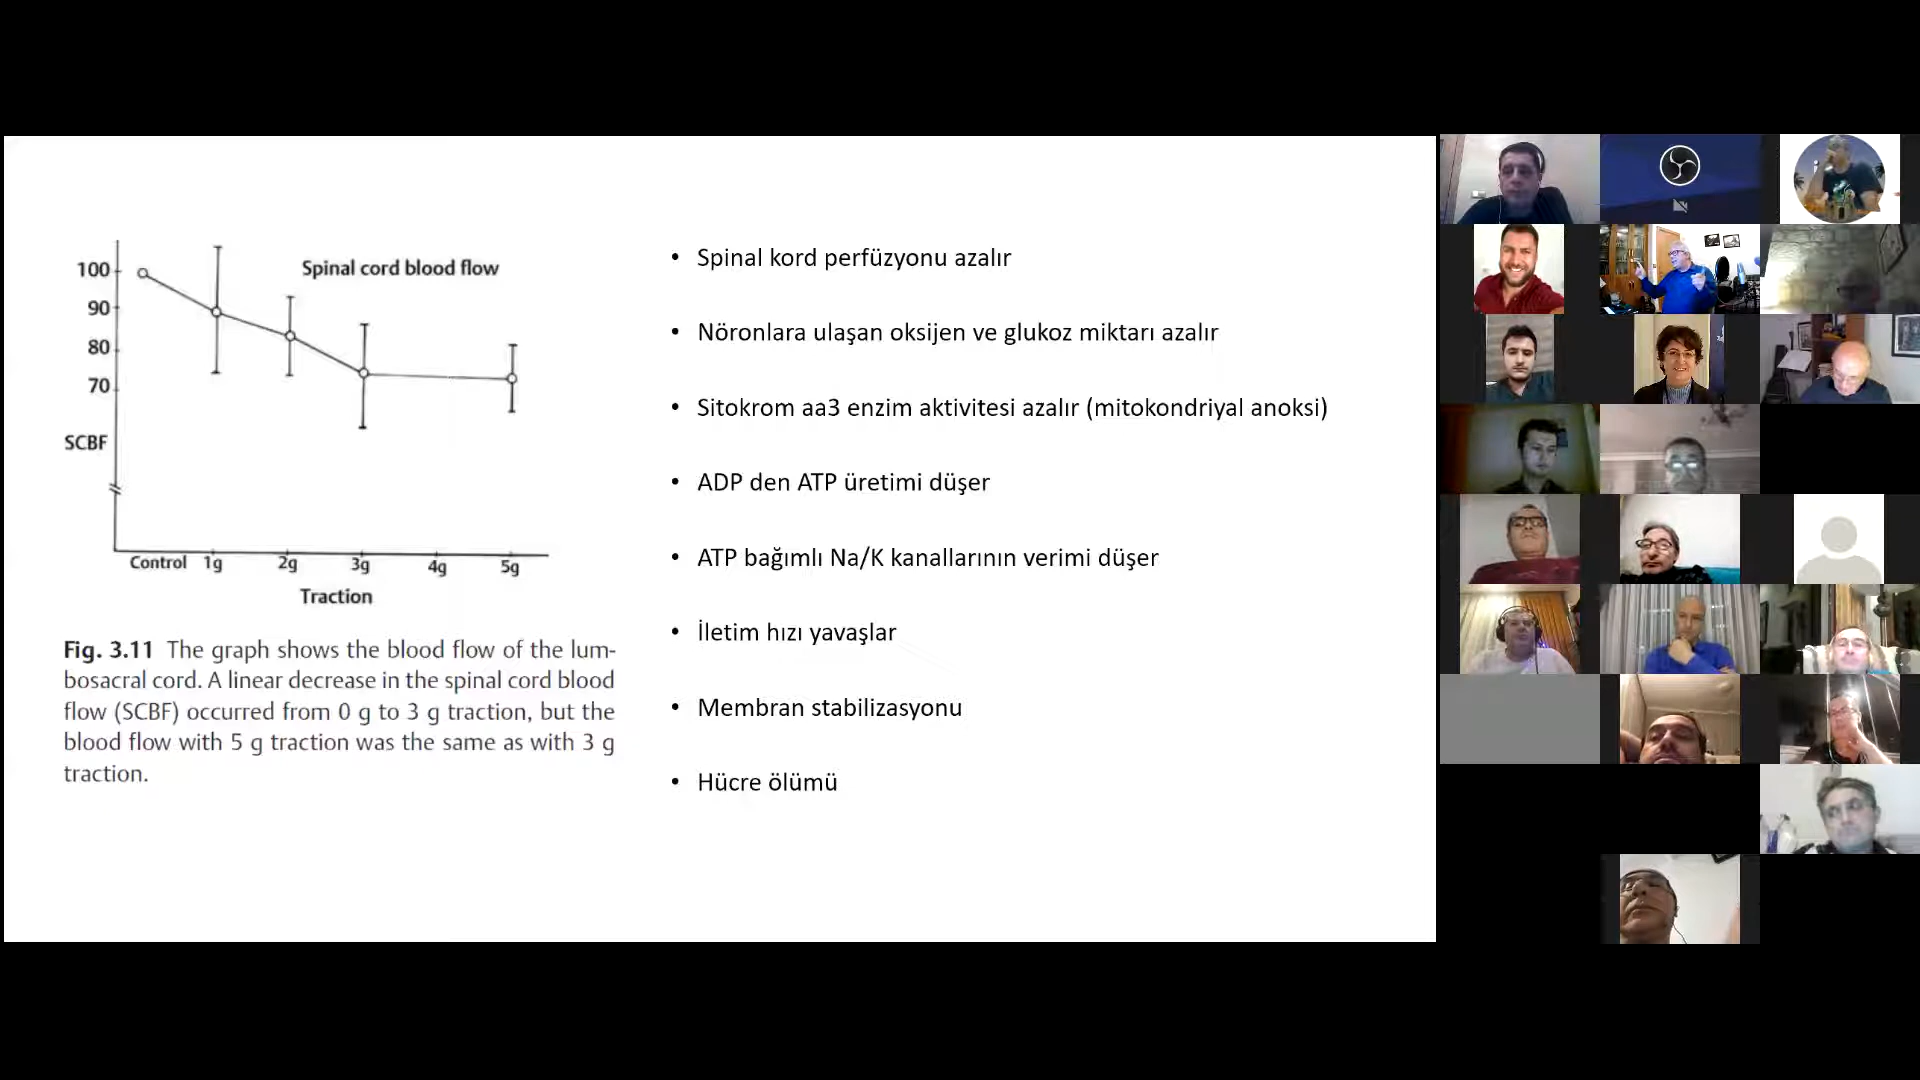 100
90
80
70
SCBF
Spinal cord blood flow
Control 1g 2g 3g 4g 5g
Traction
Fig. 3.11 The graph shows the blood flow of the lum-
bosacral cord. A linear decrease in the spinal cord blood
flow (SCBF) occurred from 0 g to 3 g traction, but the
blood flow with 5 g traction was the same as with 3 g
traction.
• Spinal kord perfüzyonu azalır
• Nöronlara ulaşan oksijen ve glukoz miktarı azalır
• Sitokrom aa3 enzim aktivitesi azalır (mitokondriyal anoksi)
• ADP den ATP üretimi düşer
• ATP bağımlı Na/K kanallarının verimi düşer
• İletim hızı yavaşlar
• Membran stabilizasyonu
• Hücre ölümü